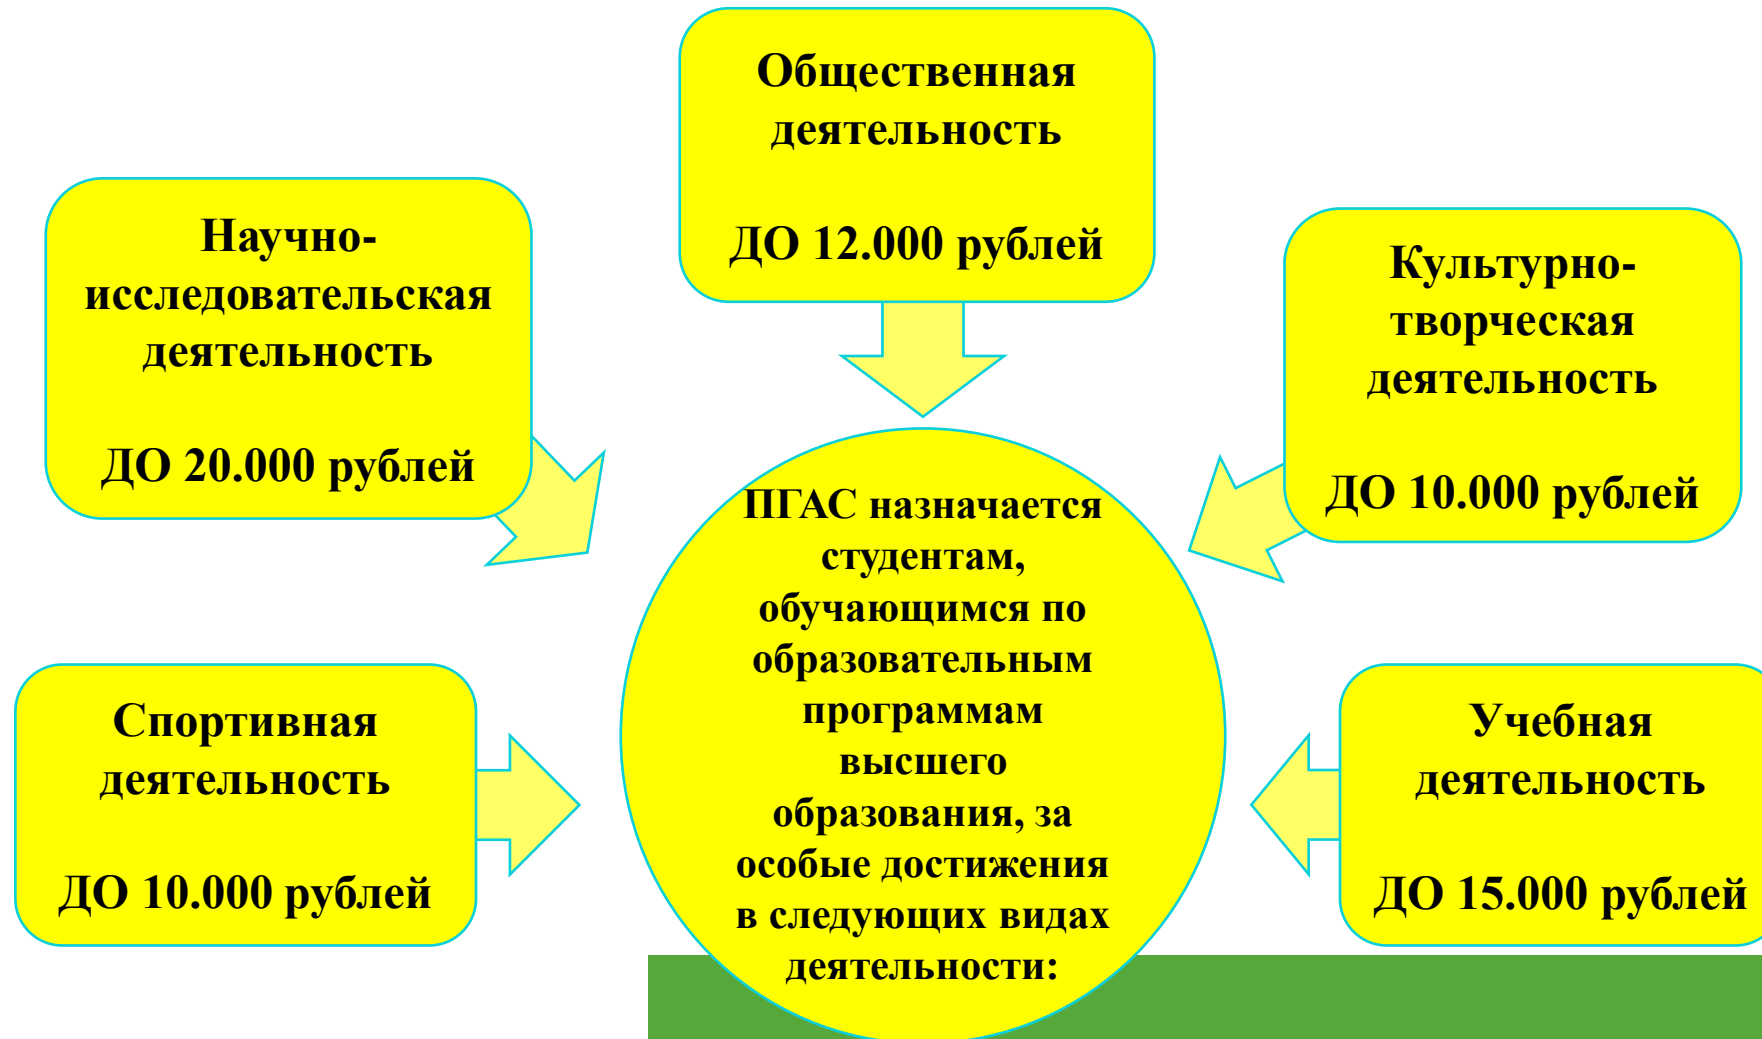 Общественная
деятельность
ДО 12.000 рублей
Научно-
исследовательская
деятельность
ДО 20.000 рублей
Культурно-
творческая
деятельность
ДО 10.000 рублей
ПГАС назначается
студентам,
обучающимся по
образовательным
программам
высшего
образования, за
особые достижения
в следующих видах
деятельности:
Спортивная
деятельность
ДО 10.000 рублей
Учебная
деятельность
ДО 15.000 рублей